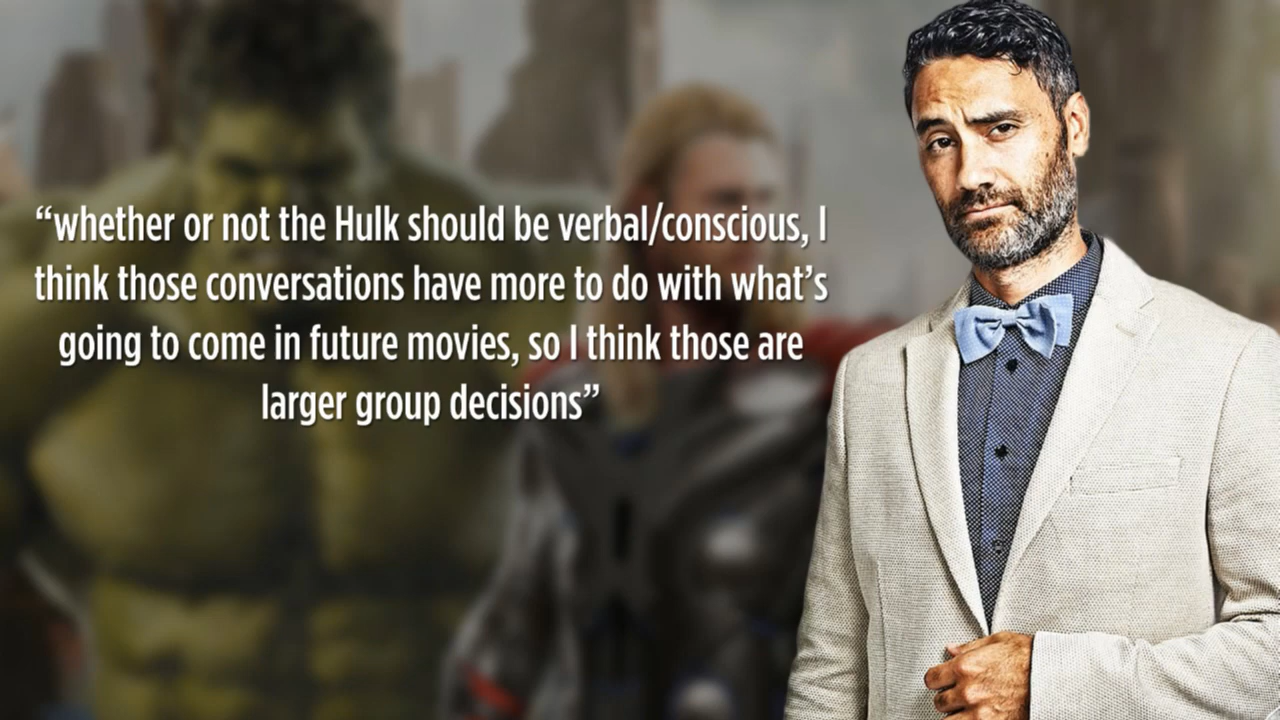 “whether or not the Hulk should be verbal/conscious, I
think those conversations have more to do with what’s
going to come in future movies, so I think those are
larger group decisions”